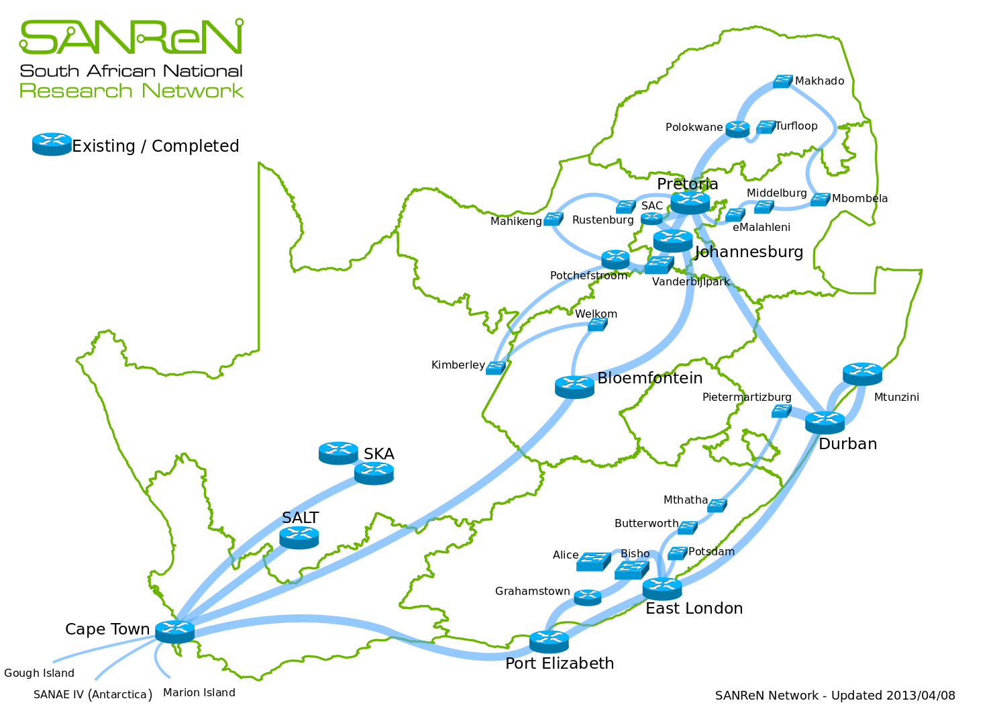 SANReN
South African National
Research Network
Existing / Completed
Makhado
Polokwane
Turfloop
Pretoria
Middelburg
Mbombela
SAC
Mahikeng
Rustenburg
eMalahleni
Johannesburg
Potchefstroom
Vanderbijlpark
Welkom
Kimberley
Bloemfontein
Pietermartizburg
Mtunzini
Durban
SKA
Mthatha
SALT
Butterworth
Alice
Bisho
Potsdam
Grahamstown
East London
Cape Town
Port Elizabeth
Gough Island
SANAE IV (Antarctica)
Marion Island
SANReN Network - Updated 2013/04/08